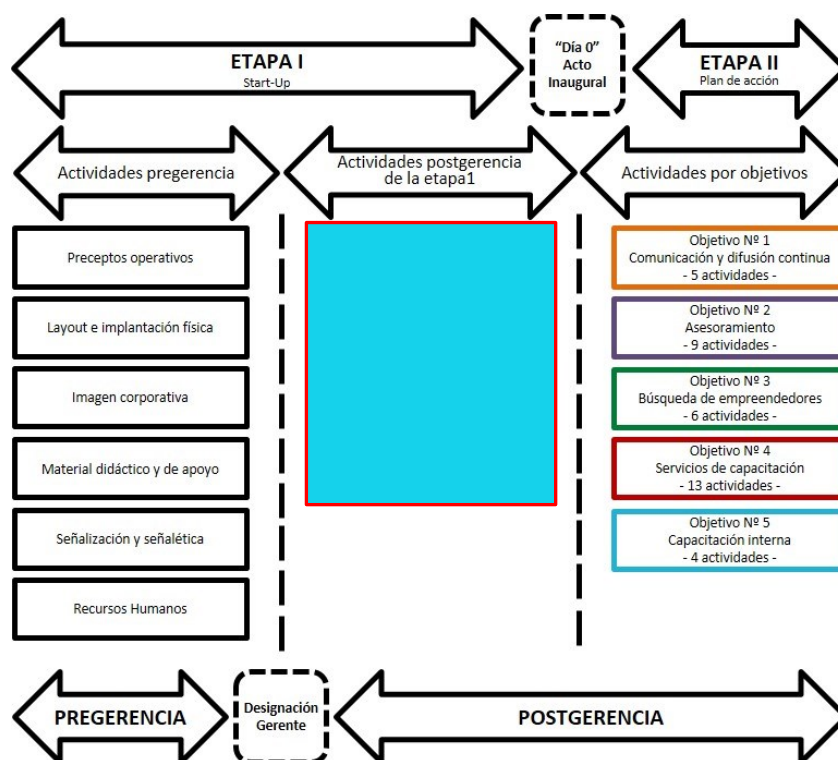 ETAPA I
Start-Up
"Día 0"
Acto
Inaugural
ETAPA II
Plan de acción
Actividades pregerencia
Actividades postgerencia
de la etapa1
Actividades por objetivos
Preceptos operativos
Layout e implantación física
Imagen corporativa
Material didáctico y de apoyo
Señalización y señalética
Recursos Humanos
Objetivo Nº 1
Comunicación y difusión continua
- 5 actividades -
Objetivo Nº 2
Asesoramiento
- 9 actividades -
Objetivo Nº 3
Búsqueda de emprendedores
- 6 actividades -
Objetivo Nº 4
Servicios de capacitación
- 13 actividades -
Objetivo Nº 5
Capacitación interna
- 4 actividades -
PREGERENCIA
Designación
Gerente
POSTGERENCIA